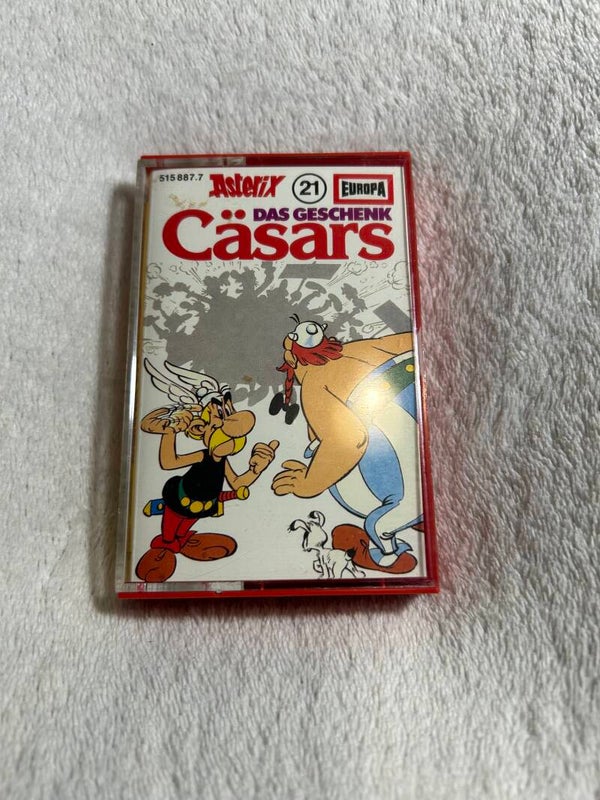 515 887.7 Asterix 21 EUROPA
DAS GESCHENK
Cäsars